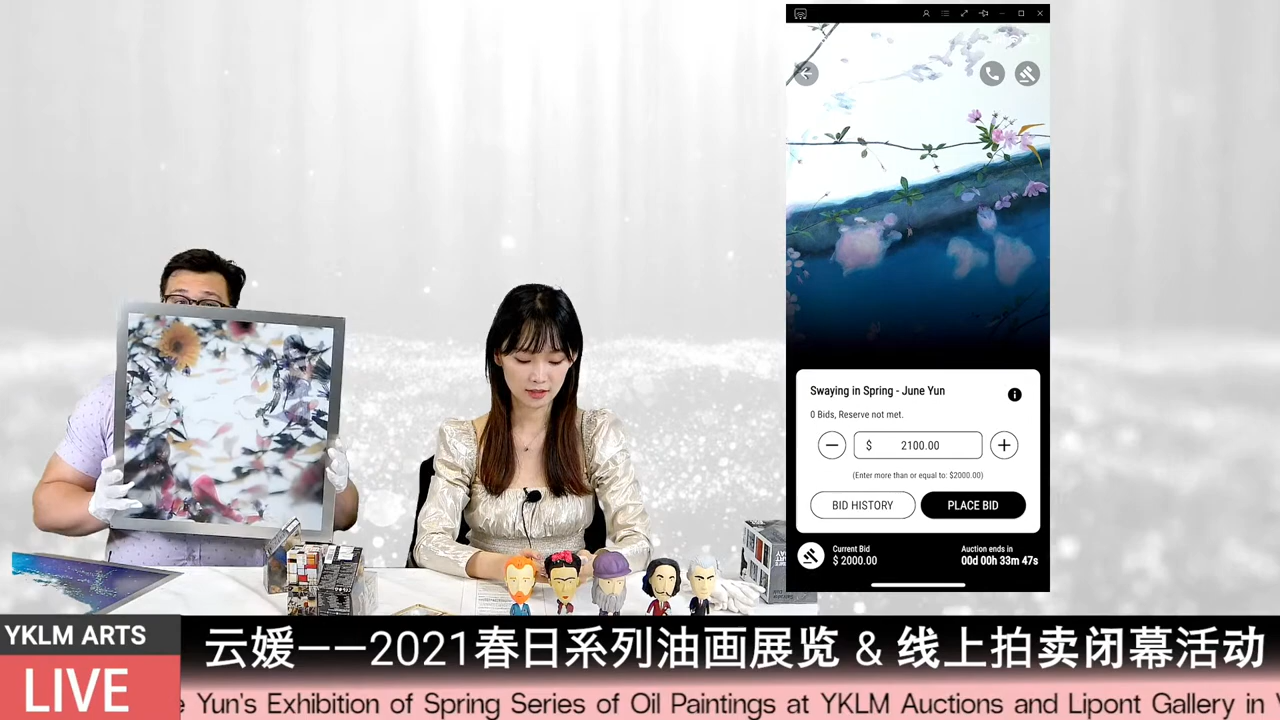 Swaying in Spring - June Yun
0 Bids, Reserve not met.
$ 2100.00
(Enter more than or equal to: $2000.00)
BID HISTORY
PLACE BID
Current Bid
$ 2000.00
Auction ends in
00d 00h 33m 47s
YKLM ARTS
LIVE
云媛——2021春日系列油画展览 & 线上拍卖闭幕活动
Yun's Exhibition of Spring Series of Oil Paintings at YKLM Auctions and Lipont Gallery in